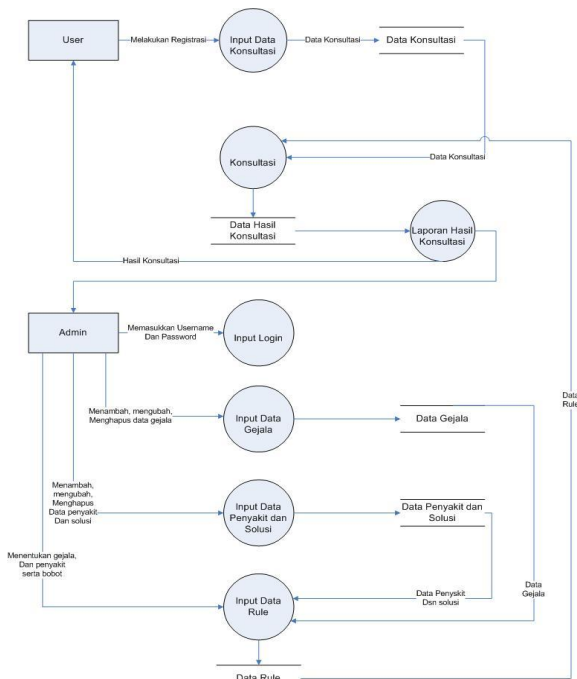 User
Melakukan Registrasi
Input Data
Konsultasi
Data Konsultasi
Data Konsultasi
Konsultasi
Data Konsultasi
Data Hasil
Konsultasi
Laporan Hasil
Konsultasi
Hasil Konsultasi
Admin
Memasukkan Username
Dan Password
Input Login
Data
Rule
Menambah, mengubah,
Menghapus data gejala
Input Data
Gejala
Data Gejala
Menambah,
mengubah,
Menghapus
Data penyakit
Dan solusi
Input Data
Penyakit dan
Solusi
Data Penyakit dan
Solusi
Menentukan gejala,
Dan penyakit
serta bobot
Input Data
Rule
Data Penyskit
Dsn solusi
Data
Gejala
Data Rule